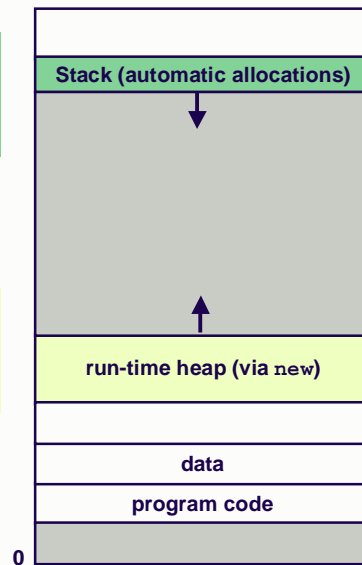 Stack (automatic allocations)
run-time heap (via new)
data
program code
0